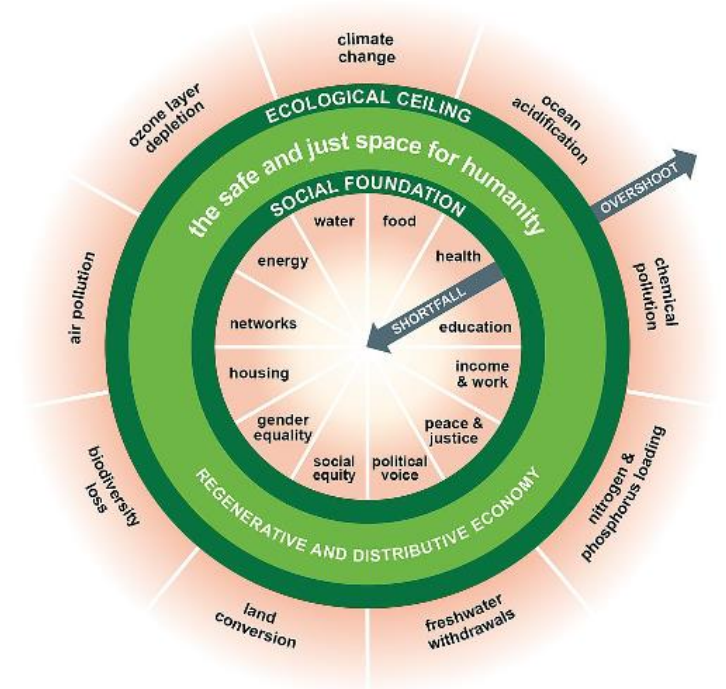 climate
change
ocean
acidification
chemical
pollution
nitrogen &
phosphorus loading
freshwater
withdrawals
land
conversion
biodiversity
loss
air pollution
ozone layer
depletion
ECOLOGICAL CEILING
the safe and just space for humanity
SOCIAL FOUNDATION
OVERSHOOT
SHORTFALL
water
food
health
education
income
& work
peace &
justice
political
voice
social
equity
gender
equality
housing
networks
energy
REGENERATIVE AND DISTRIBUTIVE ECONOMY